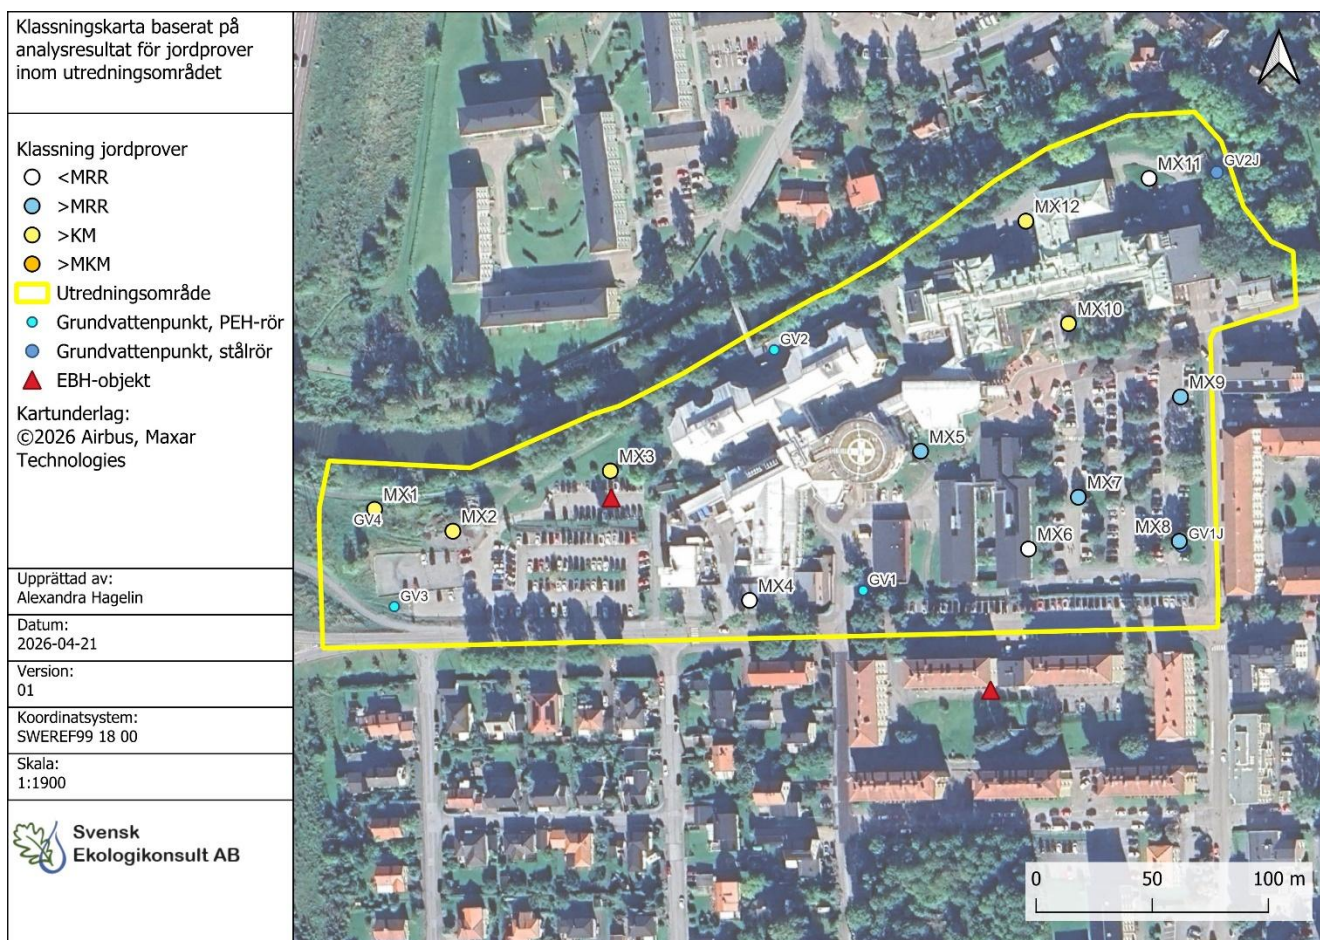 Klassningskarta baserat på
analysresultat för jordprover
inom utredningsområdet
Klassning jordprover
<MRR
>MRR
>KM
>MKM
Utredningsområde
Grundvattenpunkt, PEH-rör
Grundvattenpunkt, stålrör
EBH-objekt
Kartunderlag:
©2026 Airbus, Maxar
Technologies
Upprättad av:
Alexandra Hagelin
Datum:
2026-04-21
Version:
01
Koordinatsystem:
SWEREF99 18 00
Skala:
1:1900
Svensk
Ekologikonsult AB
MX11
GV2J
MX12
MX10
GV2
MX9
MX5
MX3
MX1
GV4
MX2
MX7
MX8
GV1J
MX6
GV3
MX4
GV1
0 50 100 m